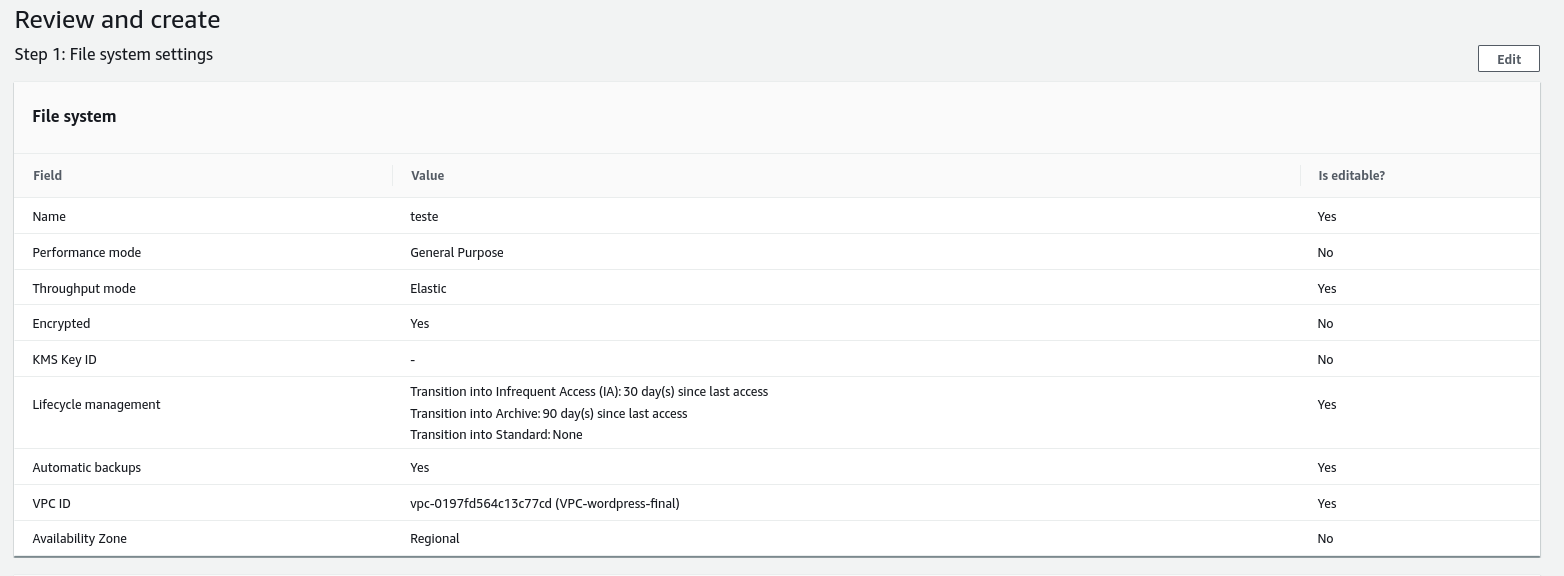 Review and create
Step 1: File system settings
Edit
File system
Field Value Is editable?
Name teste Yes
Performance mode General Purpose No
Throughput mode Elastic Yes
Encrypted Yes No
KMS Key ID - No
Lifecycle management Transition into Infrequent Access (IA): 30 day(s) since last access
Transition into Archive: 90 day(s) since last access
Transition into Standard: None Yes
Automatic backups Yes Yes
VPC ID vpc-0197fd564c13c77cd (VPC-wordpress-final) Yes
Availability Zone Regional No